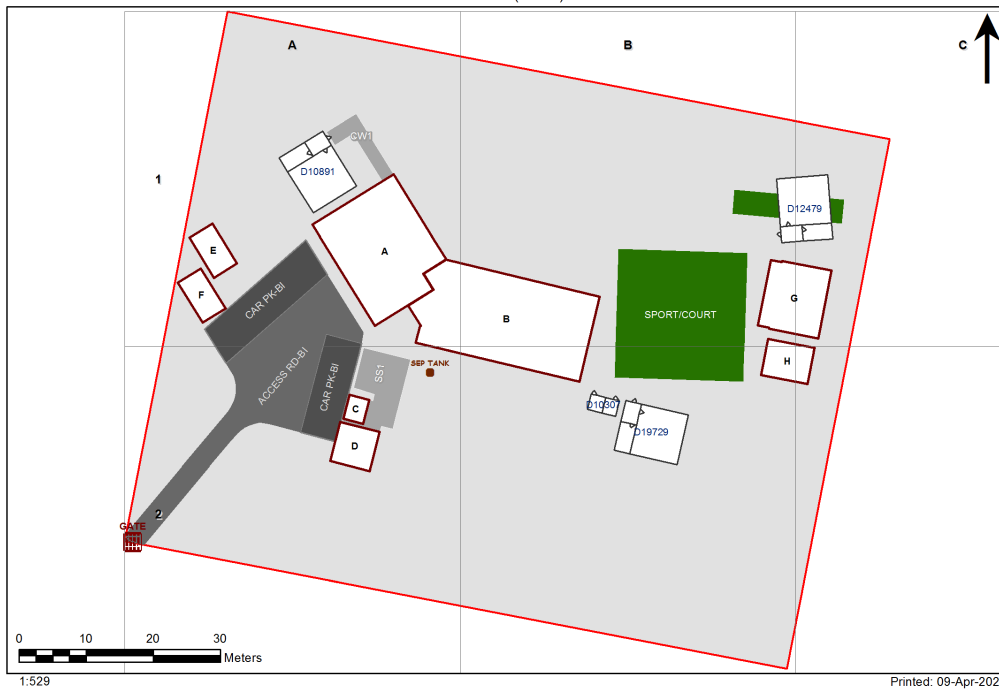 A
B
C
CW1
D10891
1
D12479
E
A
F
CAR PK-BI
G
B
SPORT/COURT
ACCESS RD-BI
CAR PK-BI
SS1
SEP TANK
H
C
D10307
D19729
D
2
GATE
0 10 20 30
Meters
1:529
Printed: 09-Apr-202